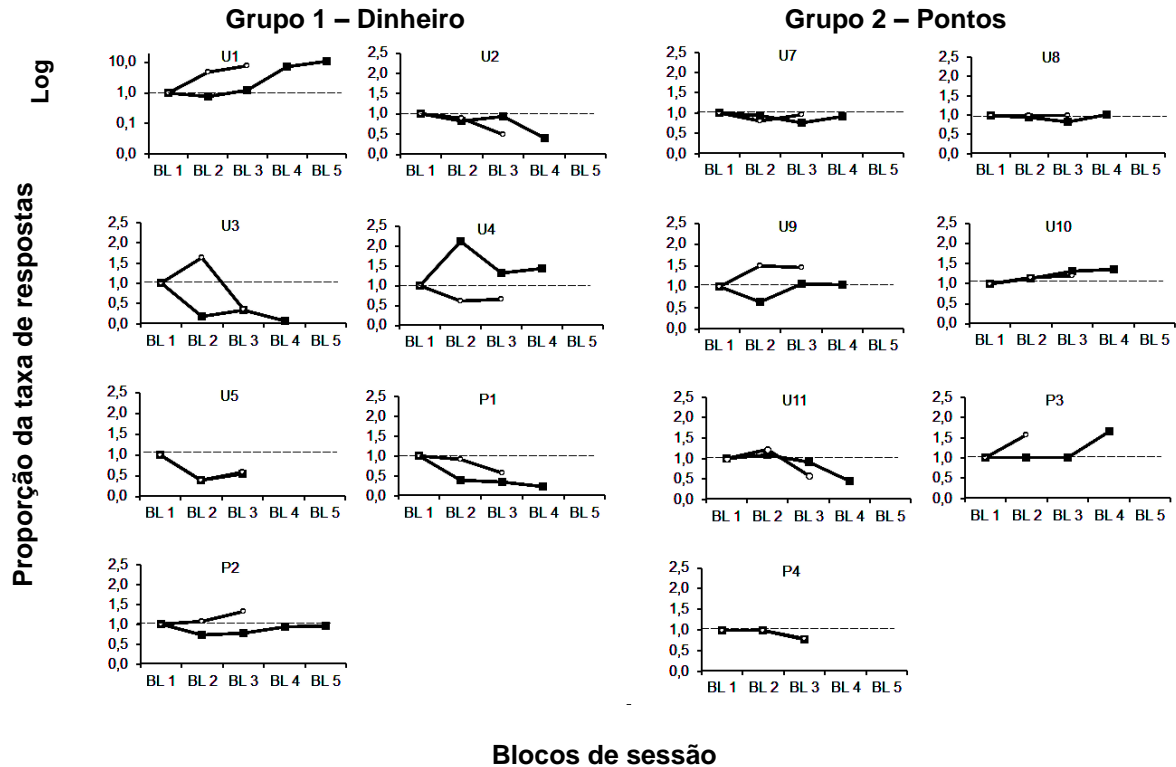 Grupo 1 – Dinheiro
Grupo 2 – Pontos
Log
Proporção da taxa de respostas
U1
10,0
1,0
0,1
0,0
BL 1 BL 2 BL 3 BL 4 BL 5
U2
2,5
2,0
1,5
1,0
0,5
0,0
BL 1 BL 2 BL 3 BL 4 BL 5
U7
2,5
2,0
1,5
1,0
0,5
0,0
BL 1 BL 2 BL 3 BL 4 BL 5
U8
2,5
2,0
1,5
1,0
0,5
0,0
BL 1 BL 2 BL 3 BL 4 BL 5
U3
2,5
2,0
1,5
1,0
0,5
0,0
BL 1 BL 2 BL 3 BL 4 BL 5
U4
2,5
2,0
1,5
1,0
0,5
0,0
BL 1 BL 2 BL 3 BL 4 BL 5
U9
2,5
2,0
1,5
1,0
0,5
0,0
BL 1 BL 2 BL 3 BL 4 BL 5
U10
2,5
2,0
1,5
1,0
0,5
0,0
BL 1 BL 2 BL 3 BL 4 BL 5
U5
2,5
2,0
1,5
1,0
0,5
0,0
BL 1 BL 2 BL 3 BL 4 BL 5
P1
2,5
2,0
1,5
1,0
0,5
0,0
BL 1 BL 2 BL 3 BL 4 BL 5
U11
2,5
2,0
1,5
1,0
0,5
0,0
BL 1 BL 2 BL 3 BL 4 BL 5
P3
2,5
2,0
1,5
1,0
0,5
0,0
BL 1 BL 2 BL 3 BL 4 BL 5
P2
2,5
2,0
1,5
1,0
0,5
0,0
BL 1 BL 2 BL 3 BL 4 BL 5
P4
2,5
2,0
1,5
1,0
0,5
0,0
BL 1 BL 2 BL 3 BL 4 BL 5
Blocos de sessão